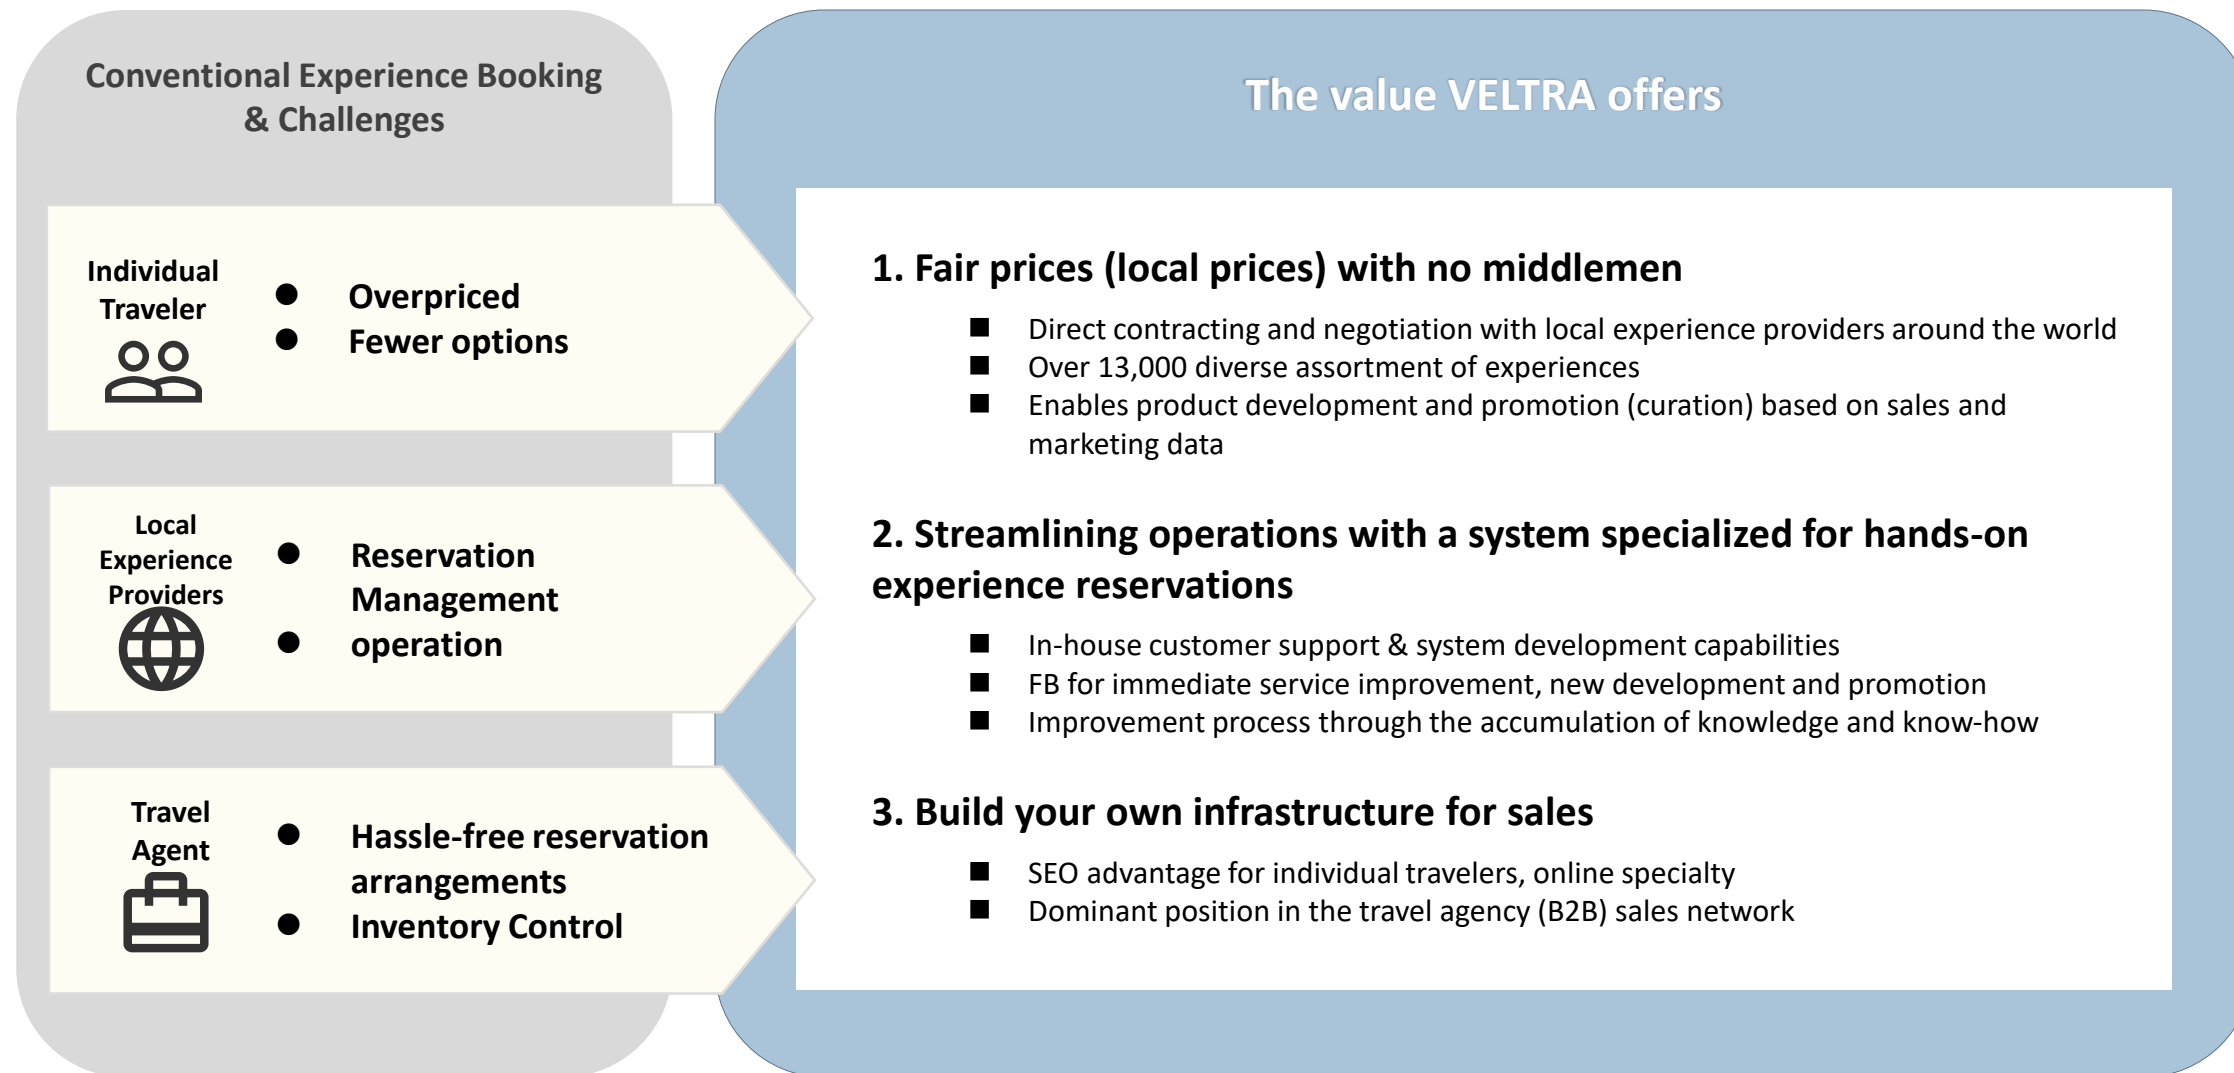 Conventional Experience Booking
& Challenges
Individual
Traveler
● Overpriced
● Fewer options
Local
Experience
Providers
● Reservation
Management
● operation
Travel
Agent
● Hassle-free reservation
arrangements
● Inventory Control
The value VELTRA offers
1. Fair prices (local prices) with no middlemen
■ Direct contracting and negotiation with local experience providers around the world
■ Over 13,000 diverse assortment of experiences
■ Enables product development and promotion (curation) based on sales and
marketing data
2. Streamlining operations with a system specialized for hands-on
experience reservations
■ In-house customer support & system development capabilities
■ FB for immediate service improvement, new development and promotion
■ Improvement process through the accumulation of knowledge and know-how
3. Build your own infrastructure for sales
■ SEO advantage for individual travelers, online specialty
■ Dominant position in the travel agency (B2B) sales network